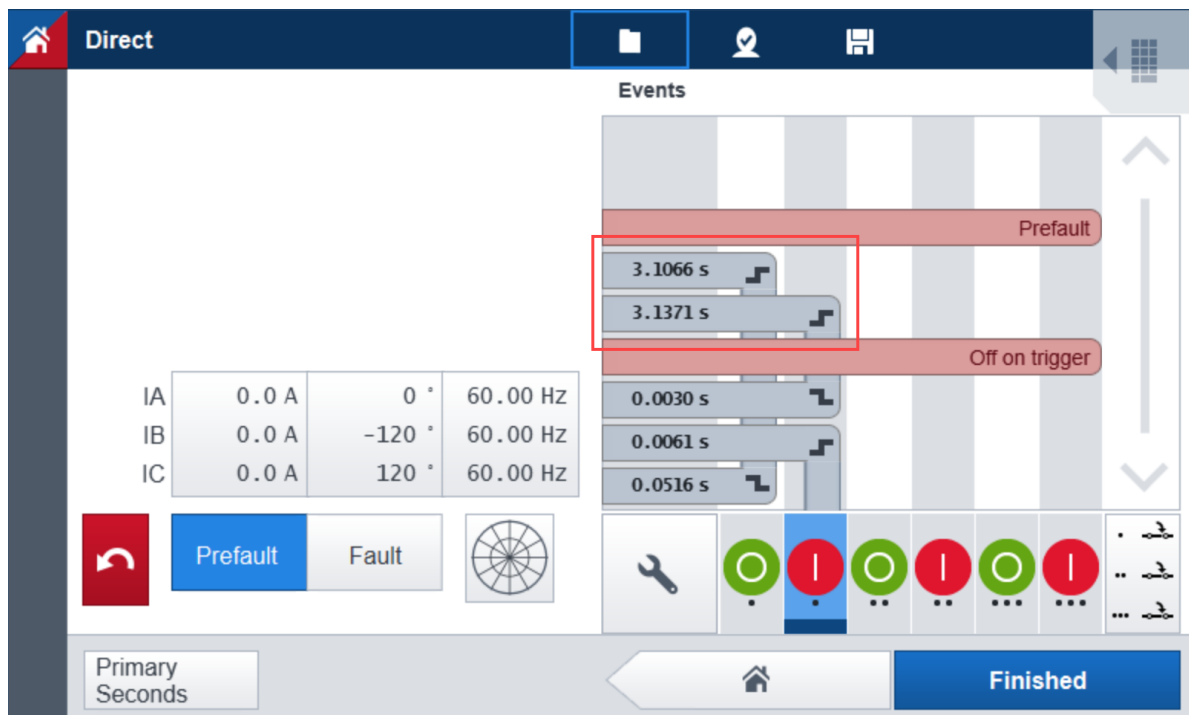 Direct
Events
Prefault
3.1066 s
3.1371 s
Off on trigger
0.0030 s
0.0061 s
0.0516 s
IA 0.0 A 0 ° 60.00 Hz
IB 0.0 A -120 ° 60.00 Hz
IC 0.0 A 120 ° 60.00 Hz
Prefault Fault
Primary
Seconds
Finished